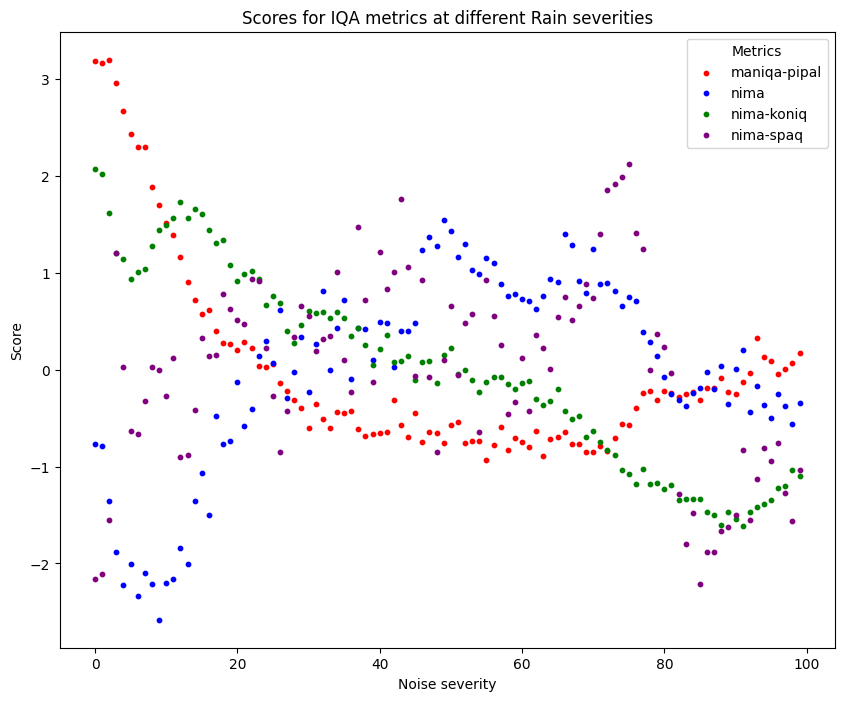 Scores for IQA metrics at different Rain severities
Metrics
maniqa-pipal
nima
nima-koniq
nima-spaq
Score
3
2
1
0
−1
−2
0
20
40
60
80
100
Noise severity